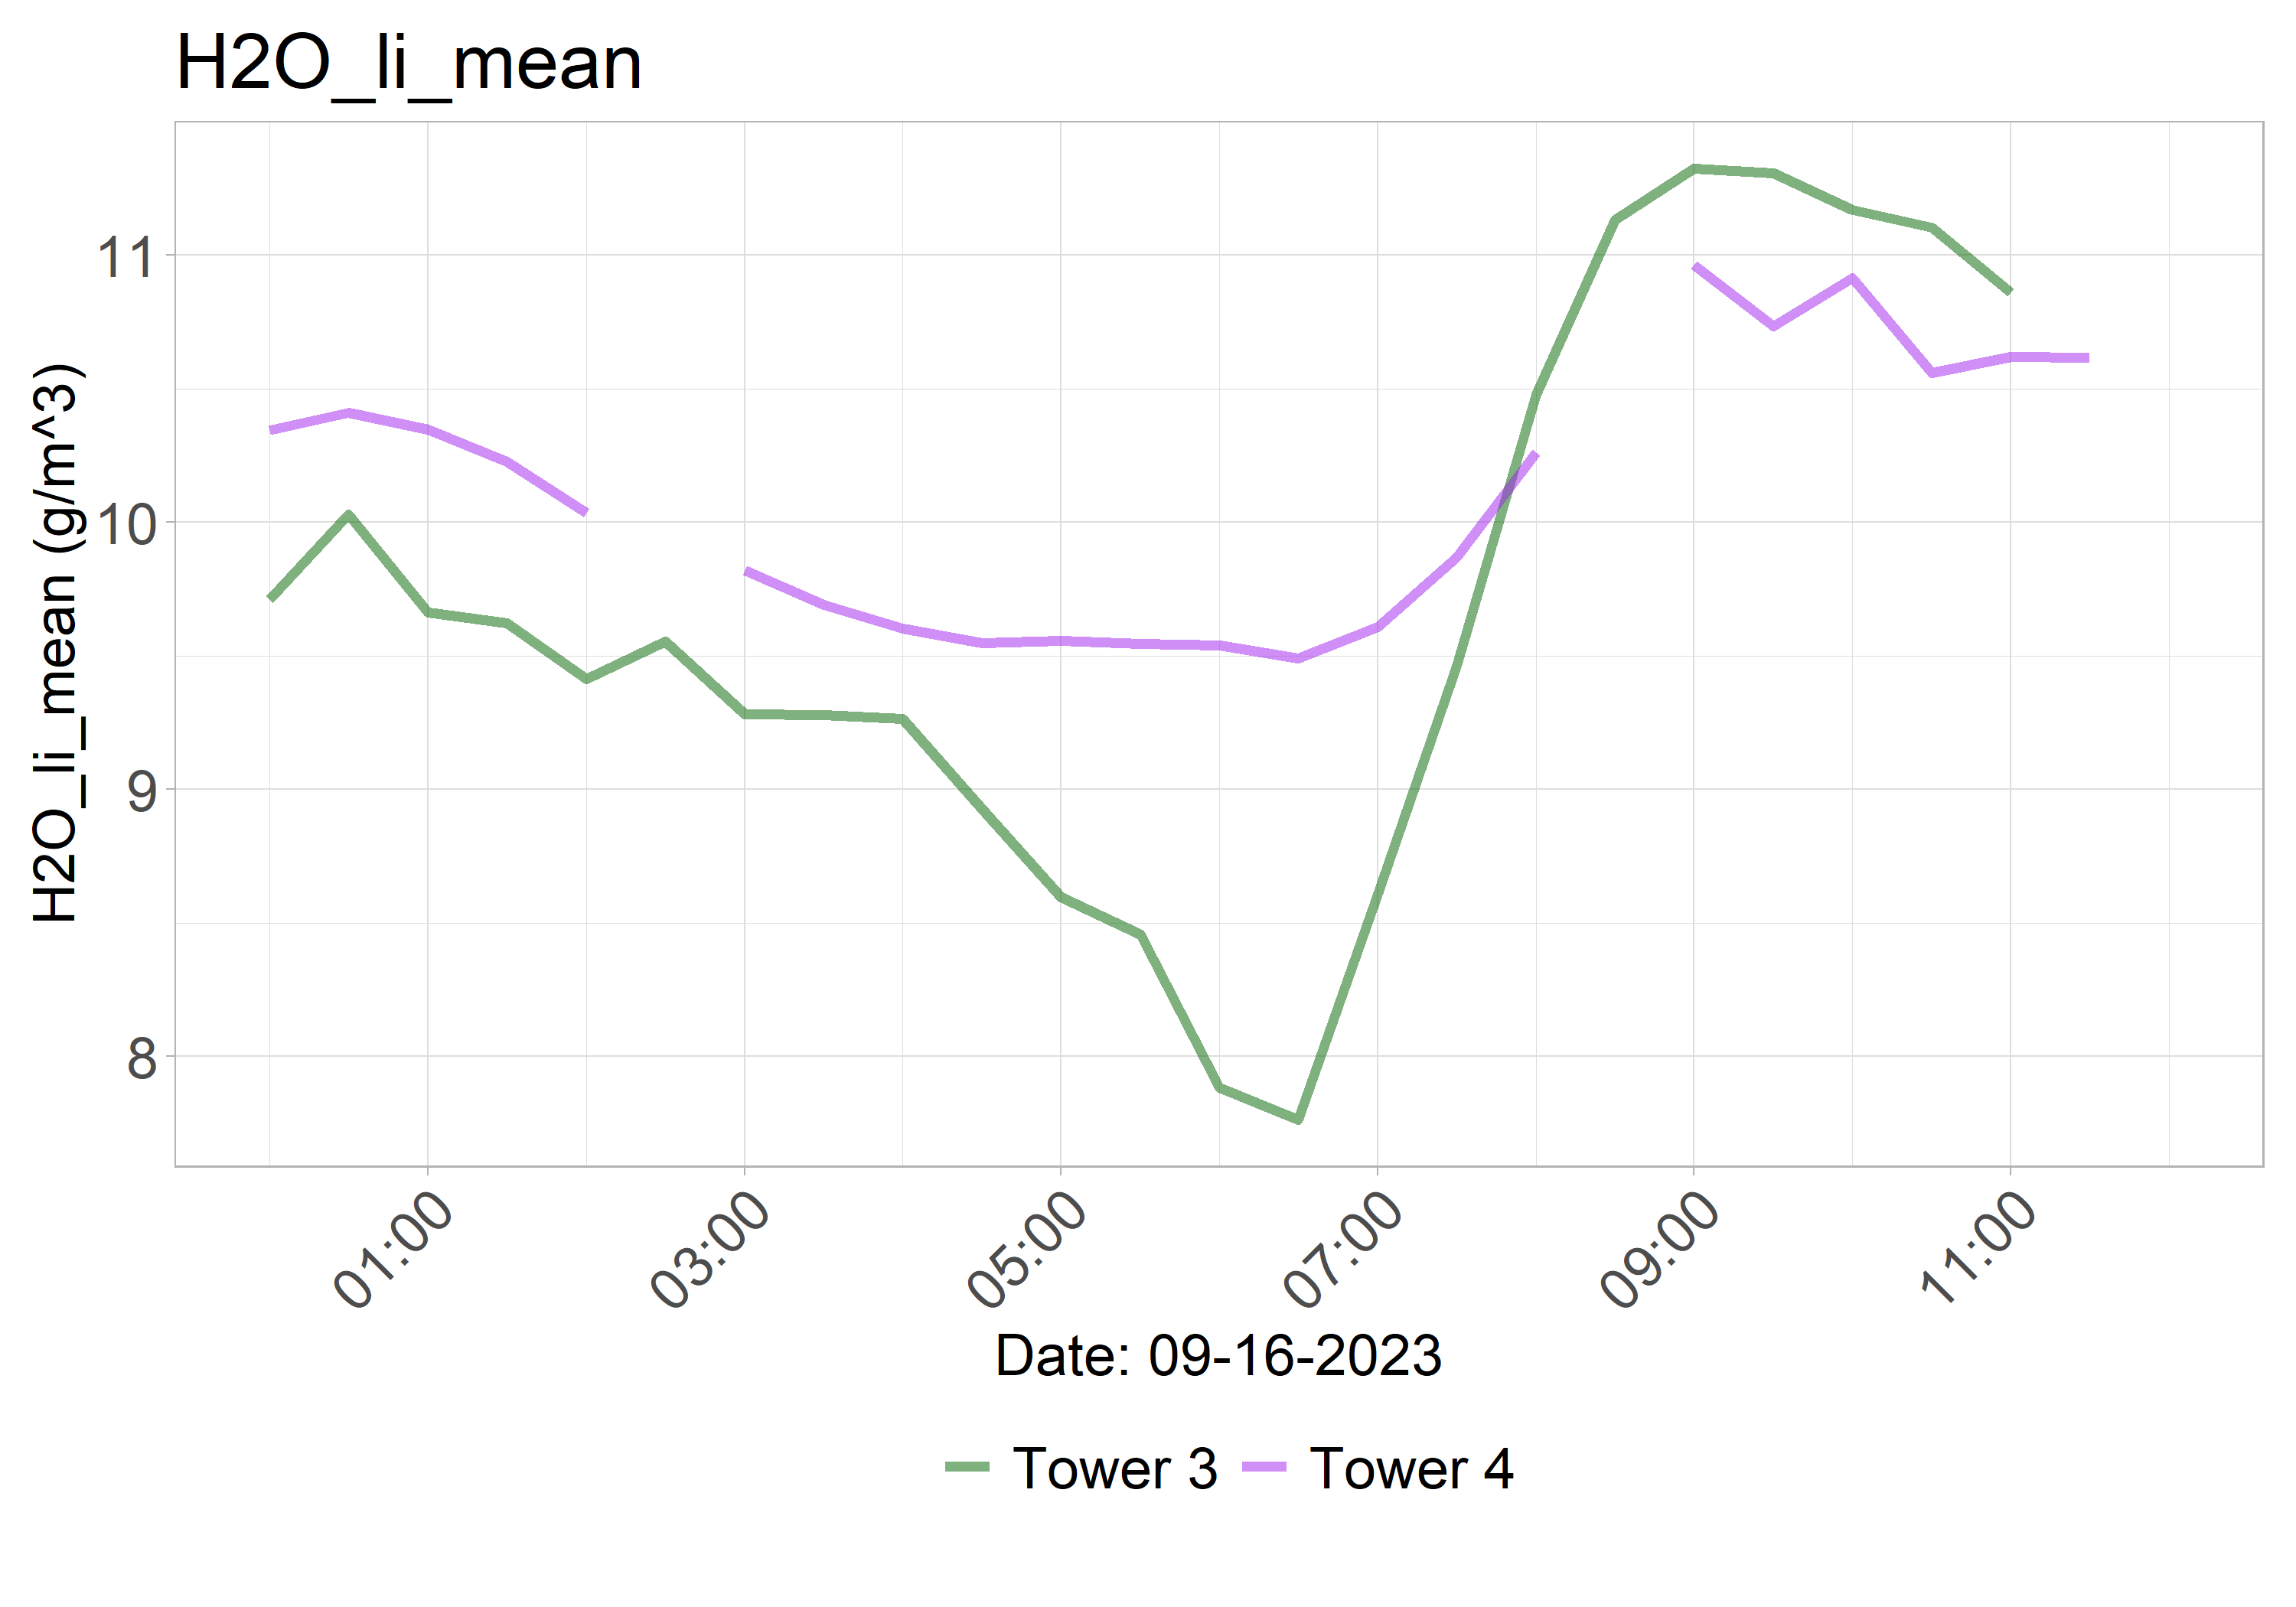 H2O_li_mean
H2O_li_mean (g/m^3)
11
10
9
8
01:00
03:00
05:00
07:00
09:00
11:00
Date: 09-16-2023
Tower 3
Tower 4